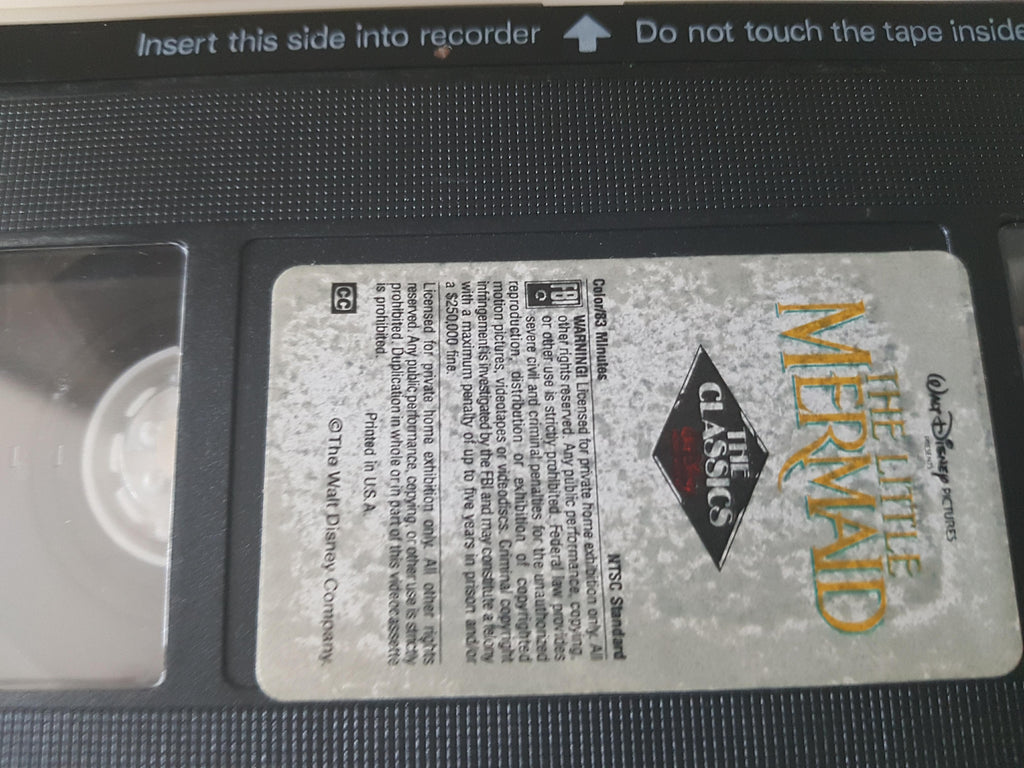 Insert this side into recorder
Do not touch the tape inside
Walt Disney PICTURES
PRESENTS
THE LITTLE
MERMAID
THE
CLASSICS
Color/83 Minutes NTSC Standard
FBI WARNING! Licensed for private home exhibition only. All
other rights reserved. Any public performance, copying,
or other use is strictly prohibited. Federal law provides
severe civil and criminal penalties for the unauthorized
reproduction, distribution or exhibition of copyrighted
motion pictures, videotapes or videodiscs. Criminal copyright
infringement is investigated by the FBI and may constitute a felony
with a maximum penalty of up to five years in prison and/or
a $250,000 fine.
Licensed for private home exhibition only. All other rights
reserved. Any public performance, copying, or other use is strictly
prohibited. Duplication in whole or in part of this videocassette
is prohibited.
Printed in U.S.A.
CC ©The Walt Disney Company.